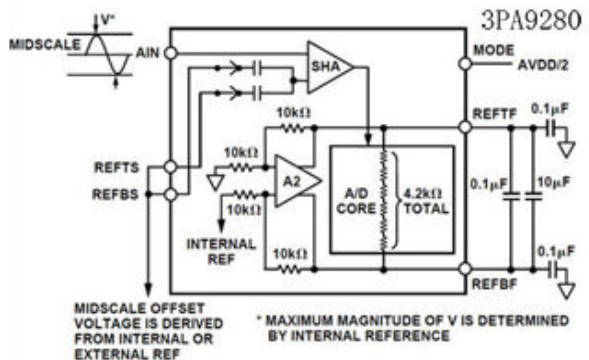 3PA9280
V*
MIDSCALE
AIN
SHA
MODE
AVDD/2
10kΩ
REFTF
0.1µF
10kΩ
REFTS
REFBS
A2
A/D
CORE
4.2kΩ
TOTAL
0.1µF
10µF
10kΩ
INTERNAL
REF
10kΩ
0.1µF
REFBF
MIDSCALE OFFSET
VOLTAGE IS DERIVED
FROM INTERNAL OR
EXTERNAL REF
* MAXIMUM MAGNITUDE OF V IS DETERMINED
BY INTERNAL REFERENCE